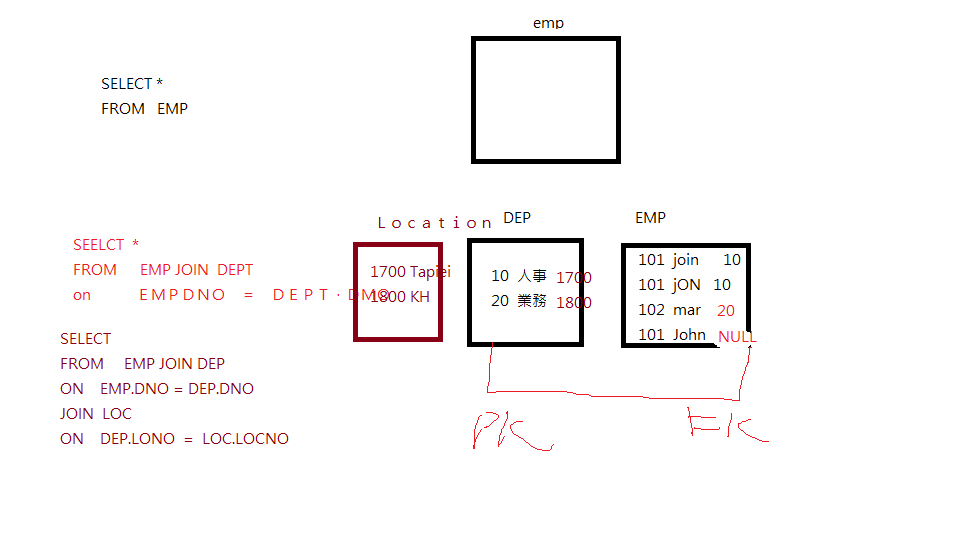 emp
SELECT *
FROM EMP
Location
DEP
EMP
SEELCT *
FROM EMP JOIN DEPT
on EMPDNO = DEPT.DMO
1700 Tapiei
1800 KH
10 人事 1700
20 業務 1800
101 join 10
101 jON 10
102 mar 20
101 John NULL
SELECT
FROM EMP JOIN DEP
ON EMP.DNO = DEP.DNO
JOIN LOC
ON DEP.LONO = LOC.LOCNO
PK
FK